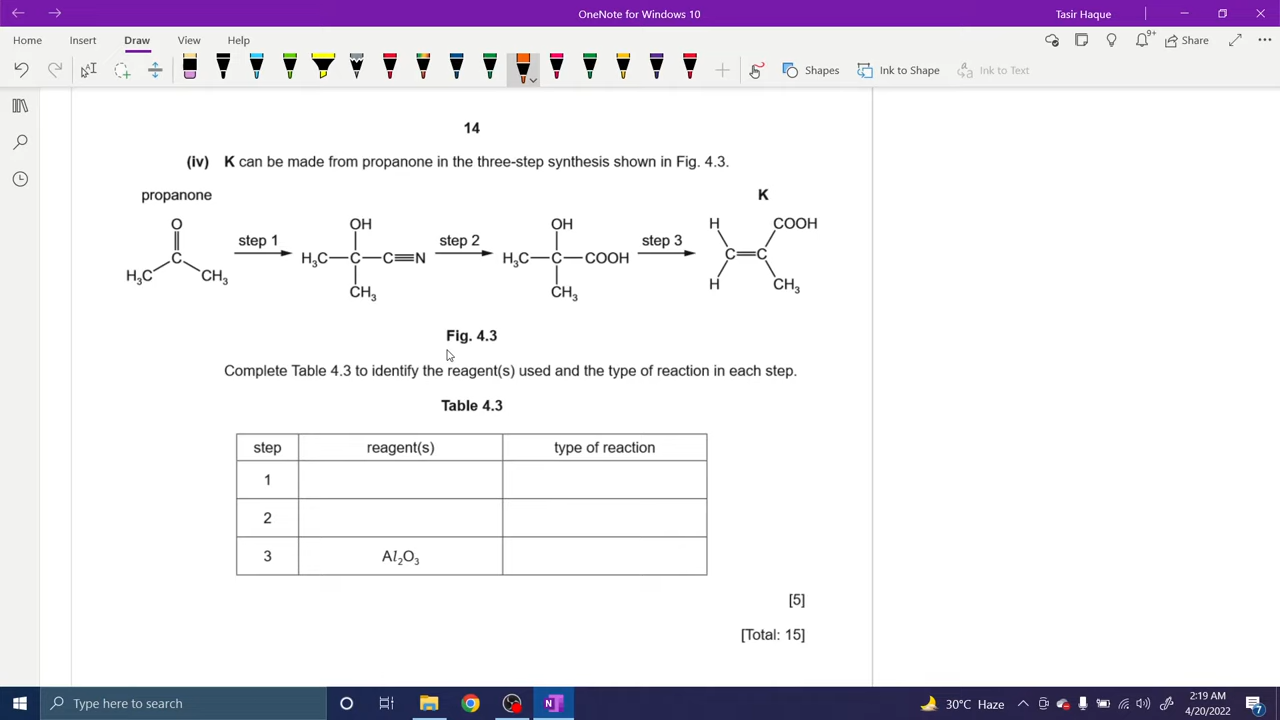 OneNote for Windows 10
Tasir Haque
Home Insert Draw View Help
9+
Share
Shapes
Ink to Shape
Ink to Text
14
(iv) K can be made from propanone in the three-step synthesis shown in Fig. 4.3.
propanone
K
O
C
H₃C
CH₃
step 1
OH
H₃C—C—C≡N
CH₃
step 2
OH
H₃C—C—COOH
CH₃
step 3
H COOH
C=C
H CH₃
Fig. 4.3
Complete Table 4.3 to identify the reagent(s) used and the type of reaction in each step.
Table 4.3
step reagent(s) type of reaction
1
2
3 Al₂O₃
[5]
[Total: 15]
Type here to search
30°C Haze
2:19 AM
4/20/2022
7